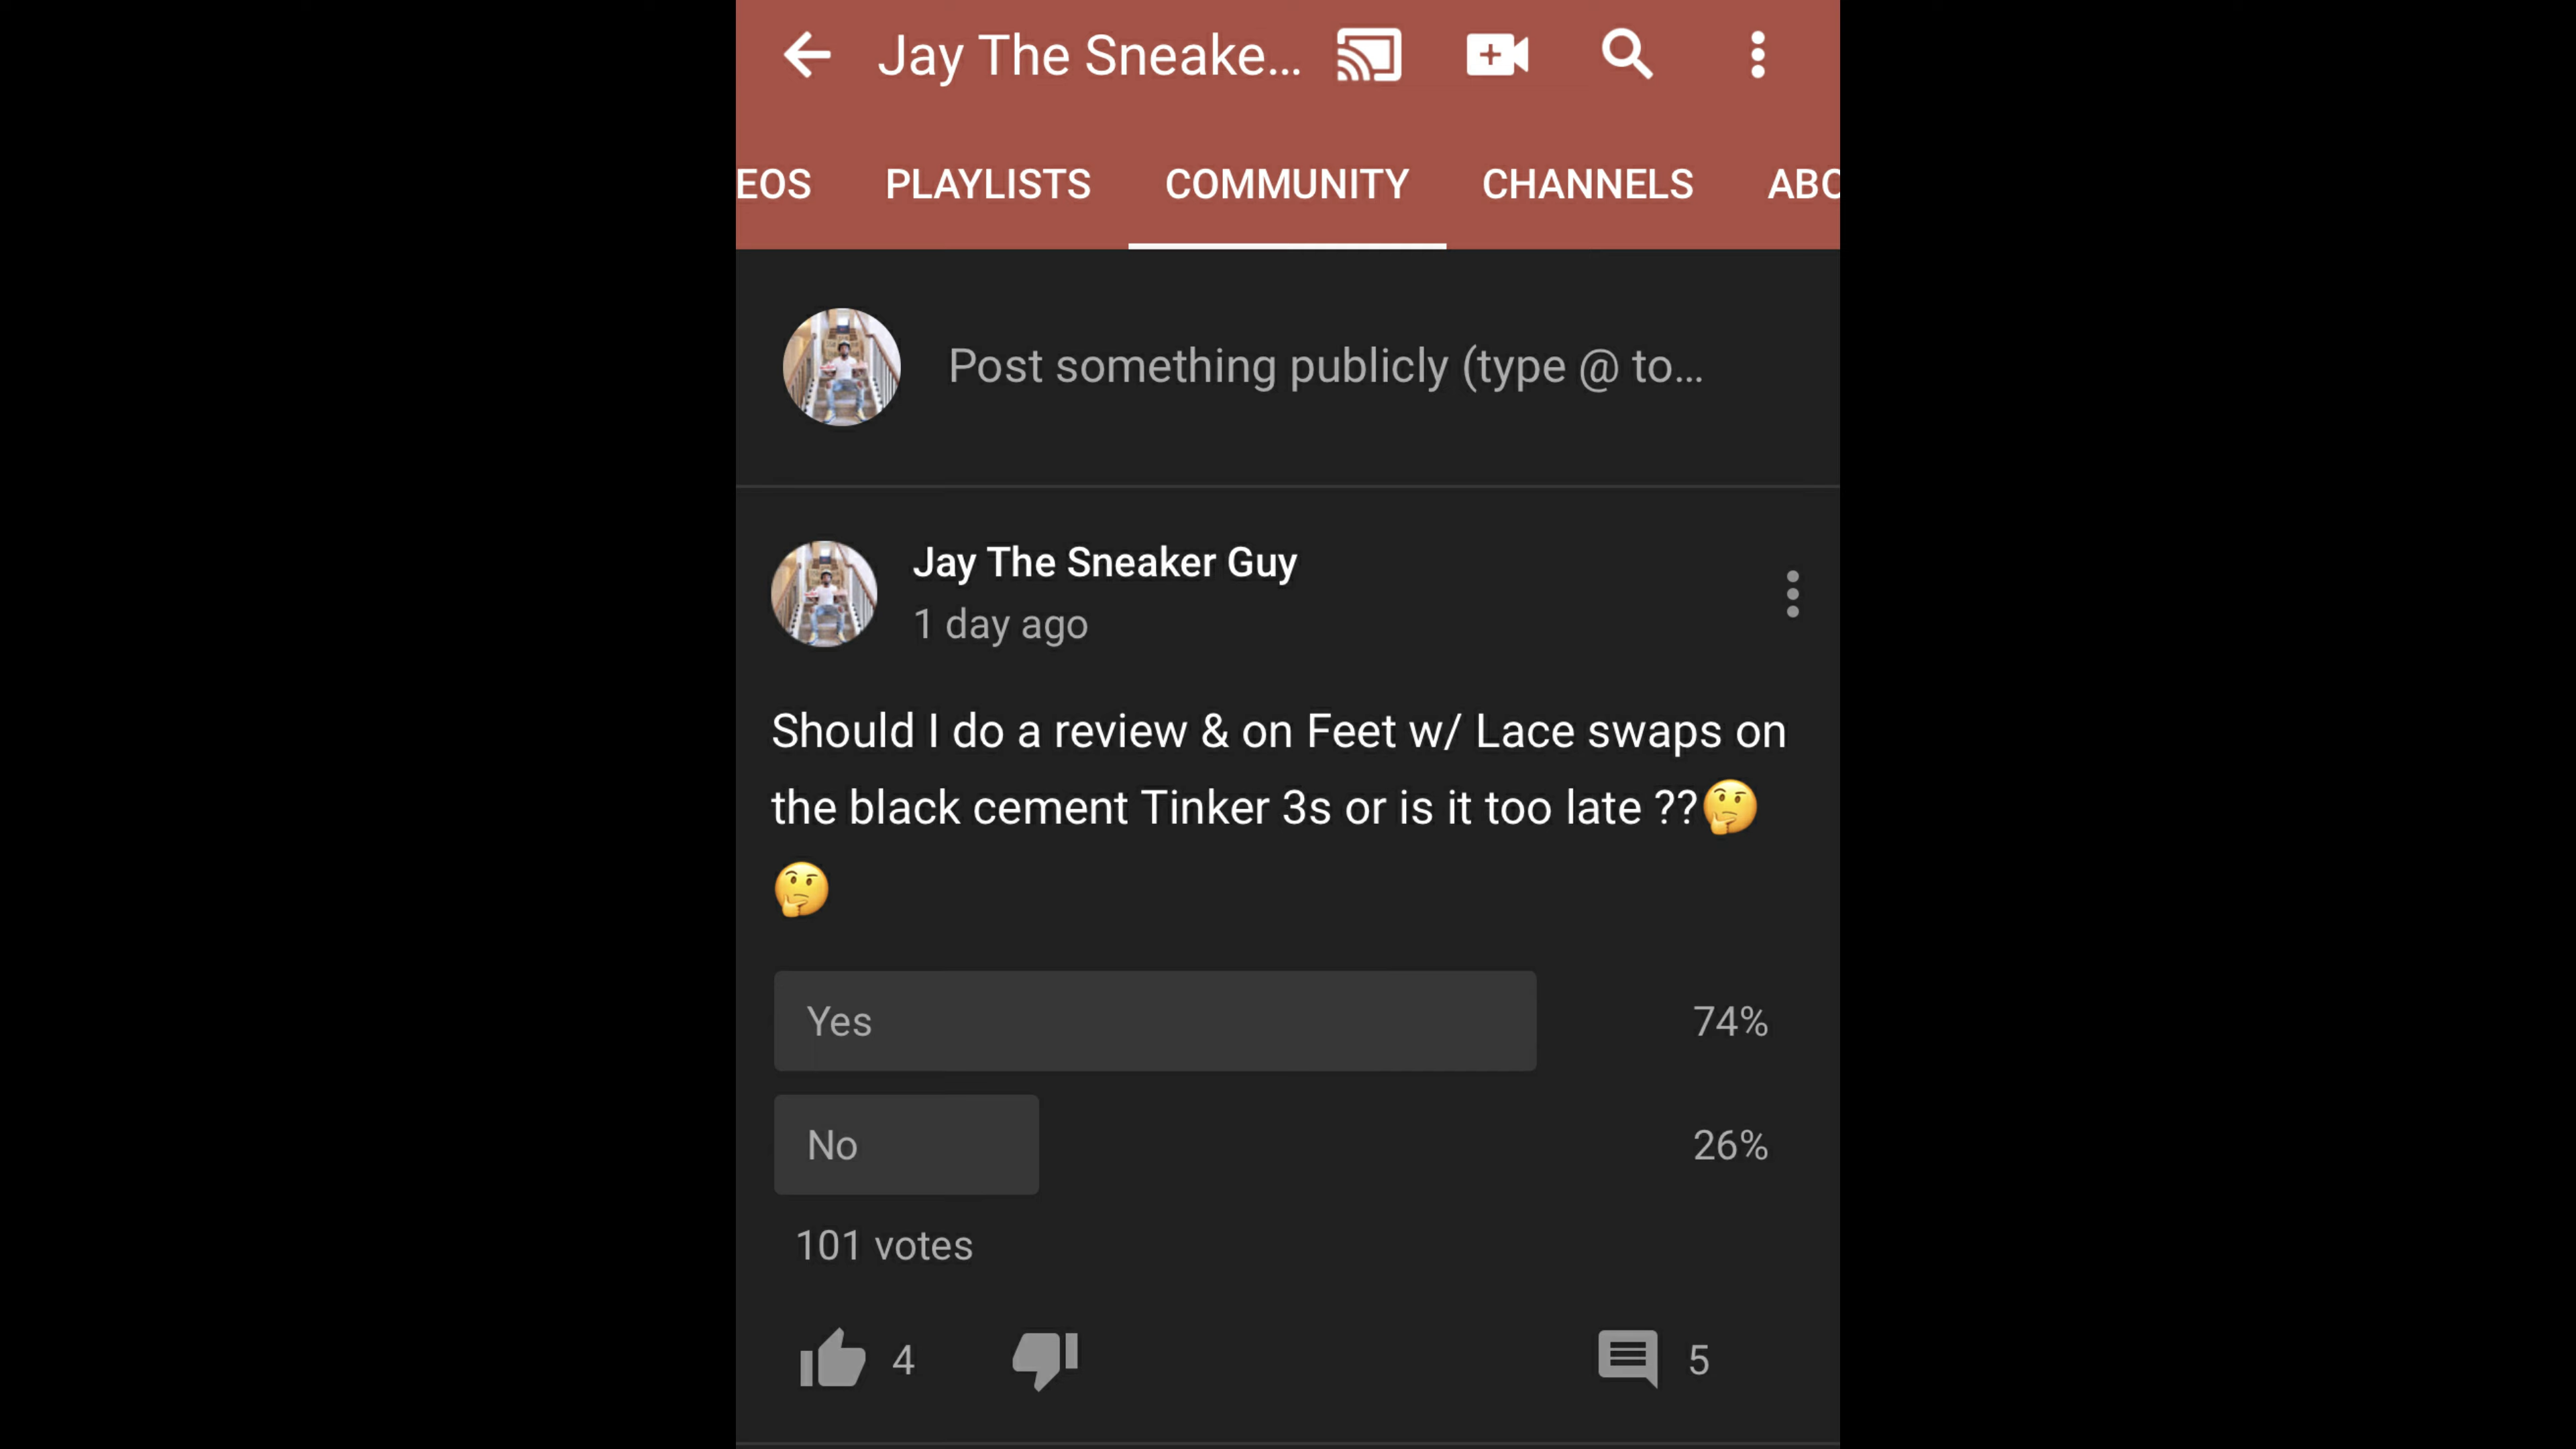 Jay The Sneake...
EOS PLAYLISTS COMMUNITY CHANNELS ABO
Post something publicly (type @ to...
Jay The Sneaker Guy
1 day ago
Should I do a review & on Feet w/ Lace swaps on
the black cement Tinker 3s or is it too late ??🤔
🤔
Yes 74%
No 26%
101 votes
4 5